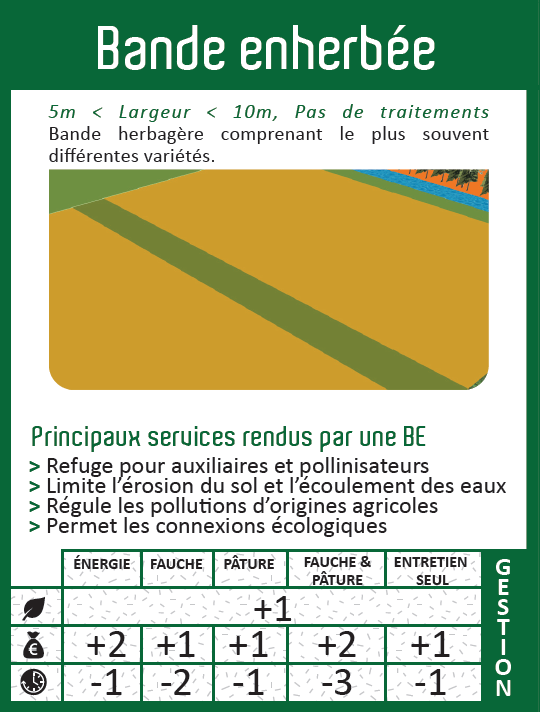 Bande enherbée
5m < Largeur < 10m, Pas de traitements
Bande herbagère comprenant le plus souvent
différentes variétés.
Principaux services rendus par une BE
> Refuge pour auxiliaires et pollinisateurs
> Limite l'érosion du sol et l'écoulement des eaux
> Régule les pollutions d'origines agricoles
> Permet les connexions écologiques
ÉNERGIE FAUCHE PÂTURE FAUCHE & PÂTURE ENTRETIEN SEUL
+1
€ +2 +1 +1 +2 +1
-1 -2 -1 -3 -1
GESTION